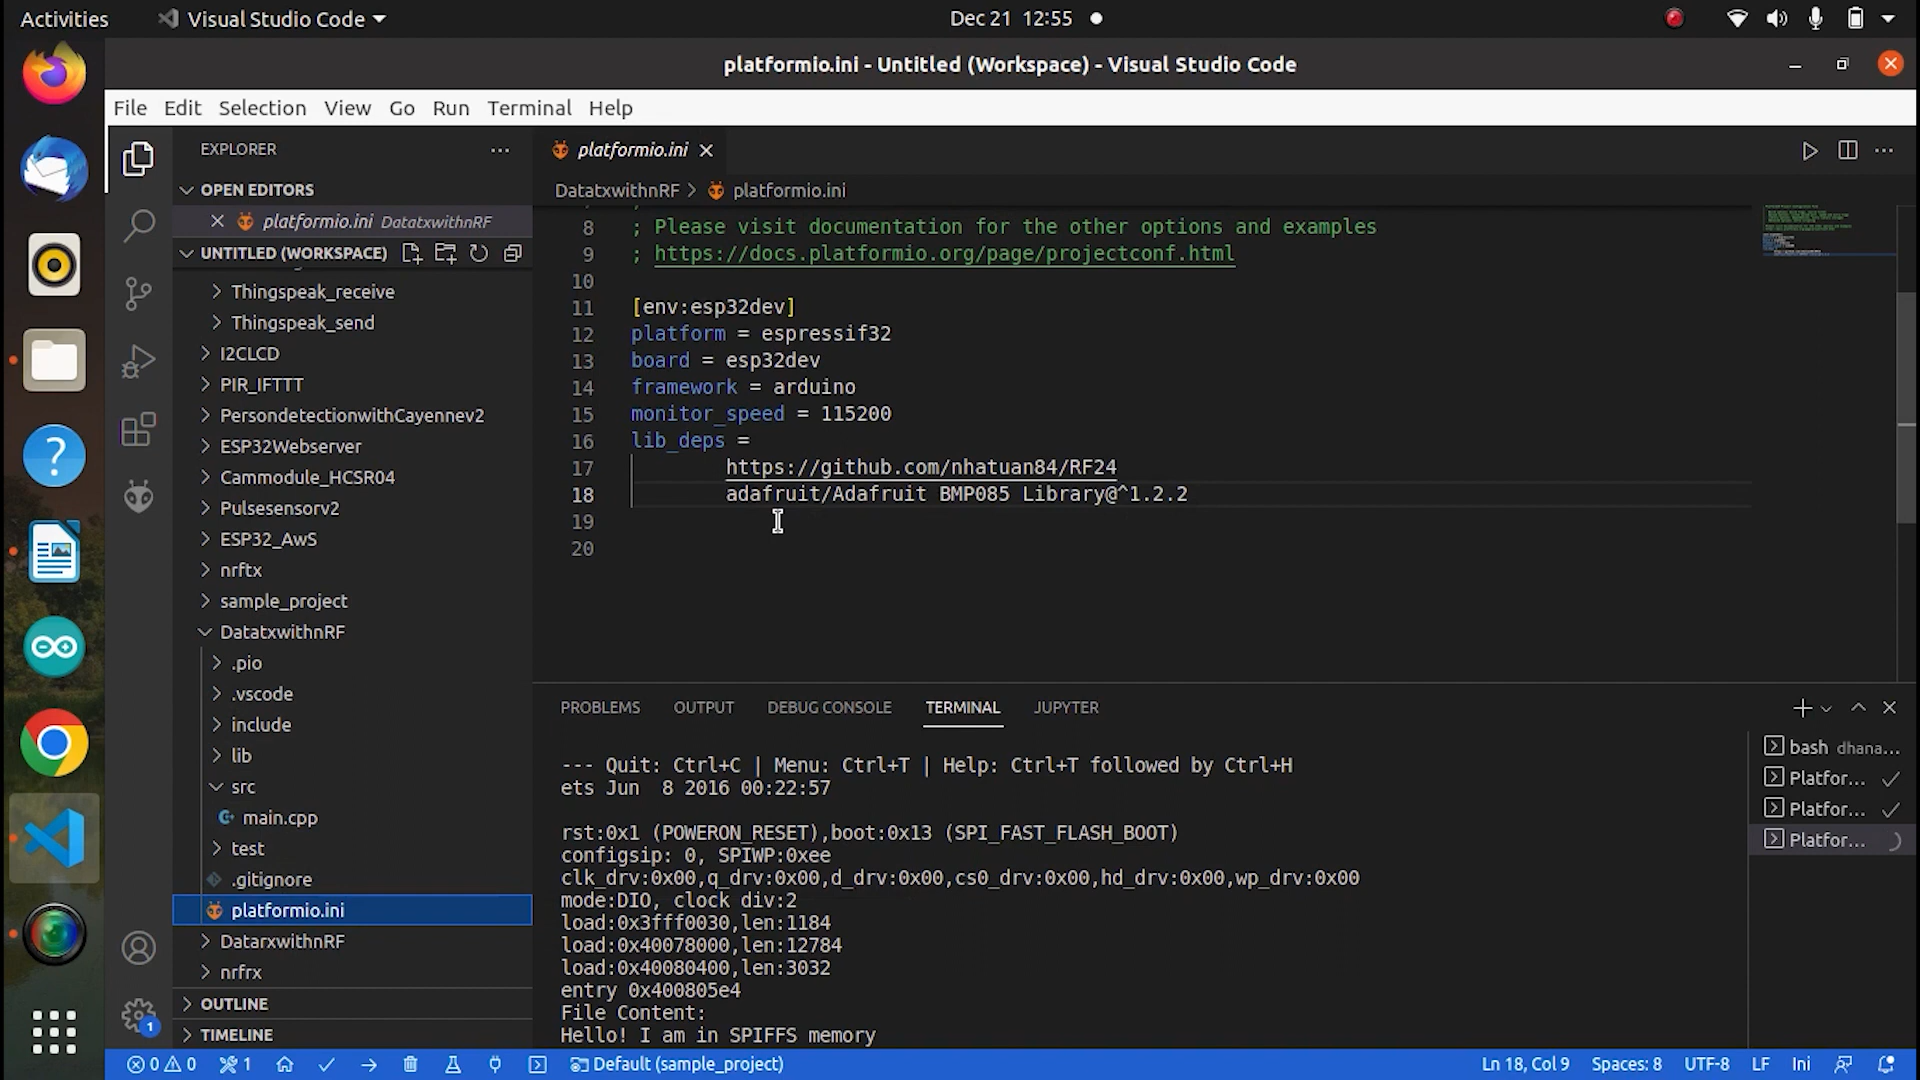 Activities
Visual Studio Code
Dec 21 12:55
platformio.ini - Untitled (Workspace) - Visual Studio Code
File Edit Selection View Go Run Terminal Help
EXPLORER
OPEN EDITORS
platformio.ini DatatxwithnRF
UNTITLED (WORKSPACE)
Thingspeak_receive
Thingspeak_send
I2CLCD
PIR_IFTTT
PersondetectionwithCayennev2
ESP32Webserver
Cammodule_HCSR04
Pulsesensorv2
ESP32_AwS
nrftx
sample_project
DatatxwithnRF
.pio
.vscode
include
lib
src
main.cpp
test
.gitignore
platformio.ini
DatarxwithnRF
nrfrx
OUTLINE
TIMELINE
1
platformio.ini
DatatxwithnRF > platformio.ini
8 ; Please visit documentation for the other options and examples
9 ; https://docs.platformio.org/page/projectconf.html
10
11 [env:esp32dev]
12 platform = espressif32
13 board = esp32dev
14 framework = arduino
15 monitor_speed = 115200
16 lib_deps =
17 https://github.com/nhatuan84/RF24
18 adafruit/Adafruit BMP085 Library@^1.2.2
19
20
PROBLEMS OUTPUT DEBUG CONSOLE TERMINAL JUPYTER
--- Quit: Ctrl+C | Menu: Ctrl+T | Help: Ctrl+T followed by Ctrl+H
ets Jun  8 2016 00:22:57
rst:0x1 (POWERON_RESET),boot:0x13 (SPI_FAST_FLASH_BOOT)
configsip: 0, SPIWP:0xee
clk_drv:0x00,q_drv:0x00,d_drv:0x00,cs0_drv:0x00,hd_drv:0x00,wp_drv:0x00
mode:DIO, clock div:2
load:0x3fff0030,len:1184
load:0x40078000,len:12784
load:0x40080400,len:3032
entry 0x400805e4
File Content:
Hello! I am in SPIFFS memory
bash dhana...
Platfor...
Platfor...
Platfor...
0 0 1 Default (sample_project)
Ln 18, Col 9 Spaces: 8 UTF-8 LF Ini